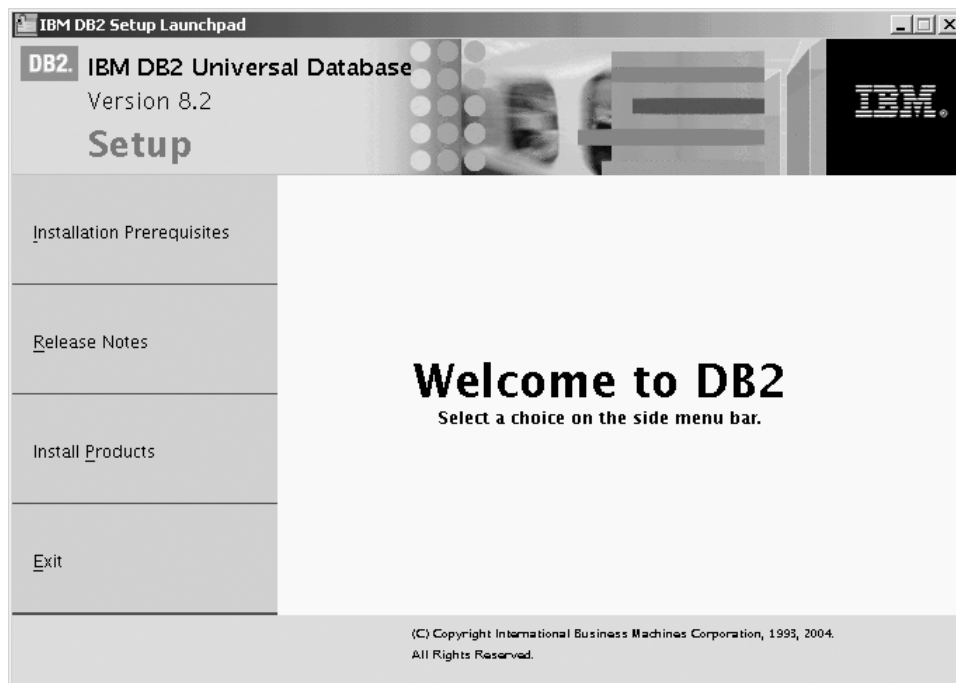 IBM DB2 Setup Launchpad
DB2. IBM DB2 Universal Database
Version 8.2
Setup
IBM®
Installation Prerequisites
Release Notes
Install Products
Exit
Welcome to DB2
Select a choice on the side menu bar.
(C) Copyright International Business Machines Corporation, 1993, 2004.
All Rights Reserved.